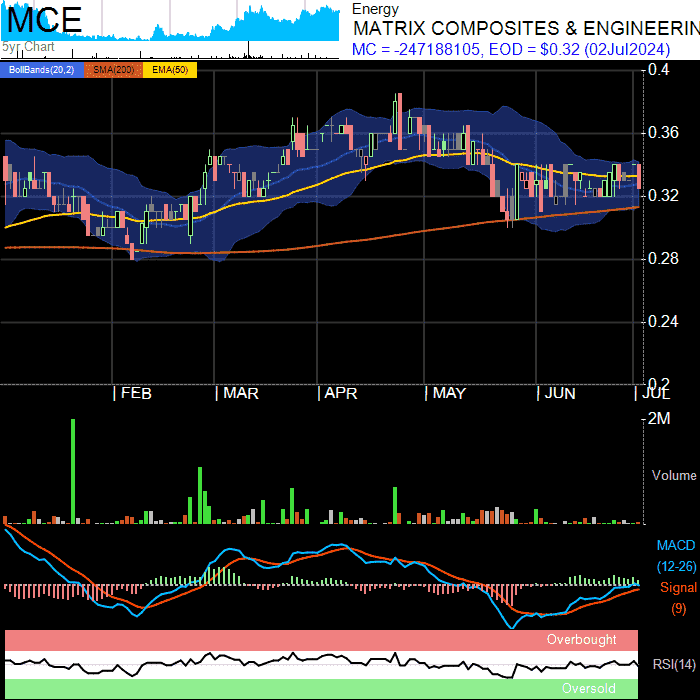 MCE
5yr Chart
Energy
MATRIX COMPOSITES & ENGINEERIN
MC = -247188105, EOD = $0.32 (02Jul2024)
BollBands(20,2) SMA(200) EMA(50)
0.4
0.36
0.32
0.28
0.24
0.2
FEB MAR APR MAY JUN JUL
2M
Volume
MACD
(12-26)
Signal
(9)
Overbought
RSI(14)
Oversold